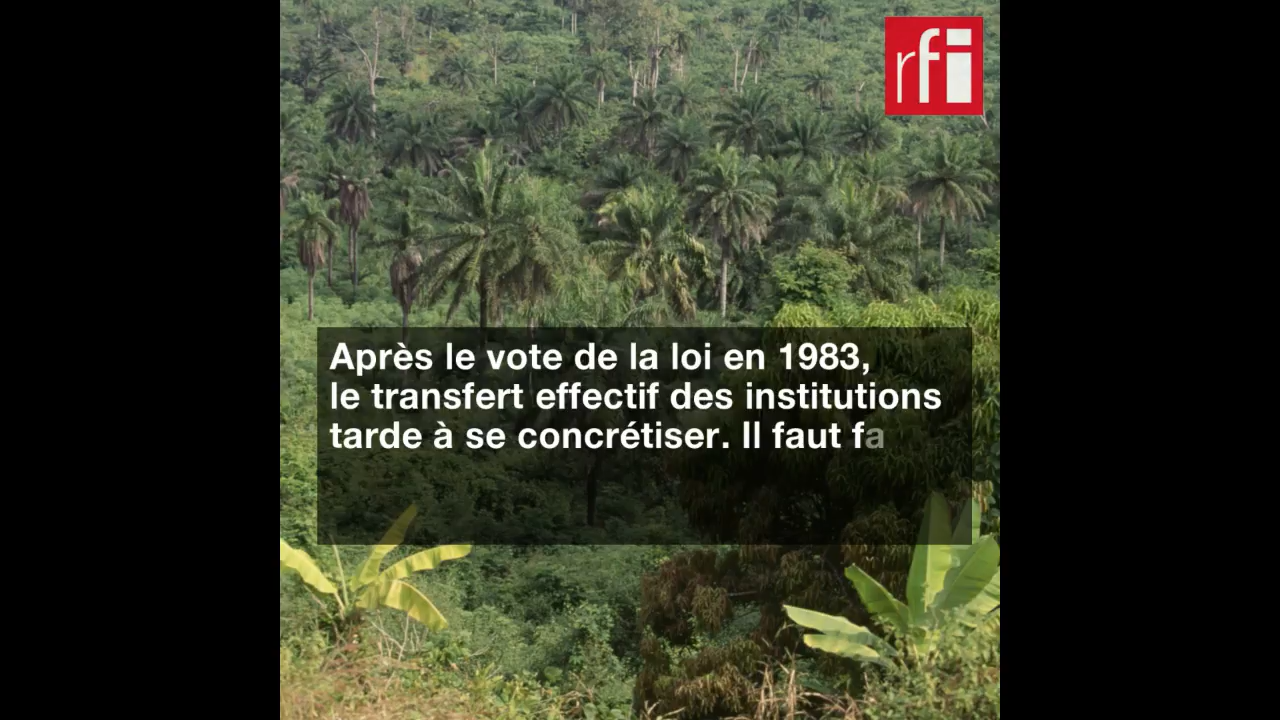 rfi
Après le vote de la loi en 1983,
le transfert effectif des institutions
tarde à se concrétiser. Il faut fa